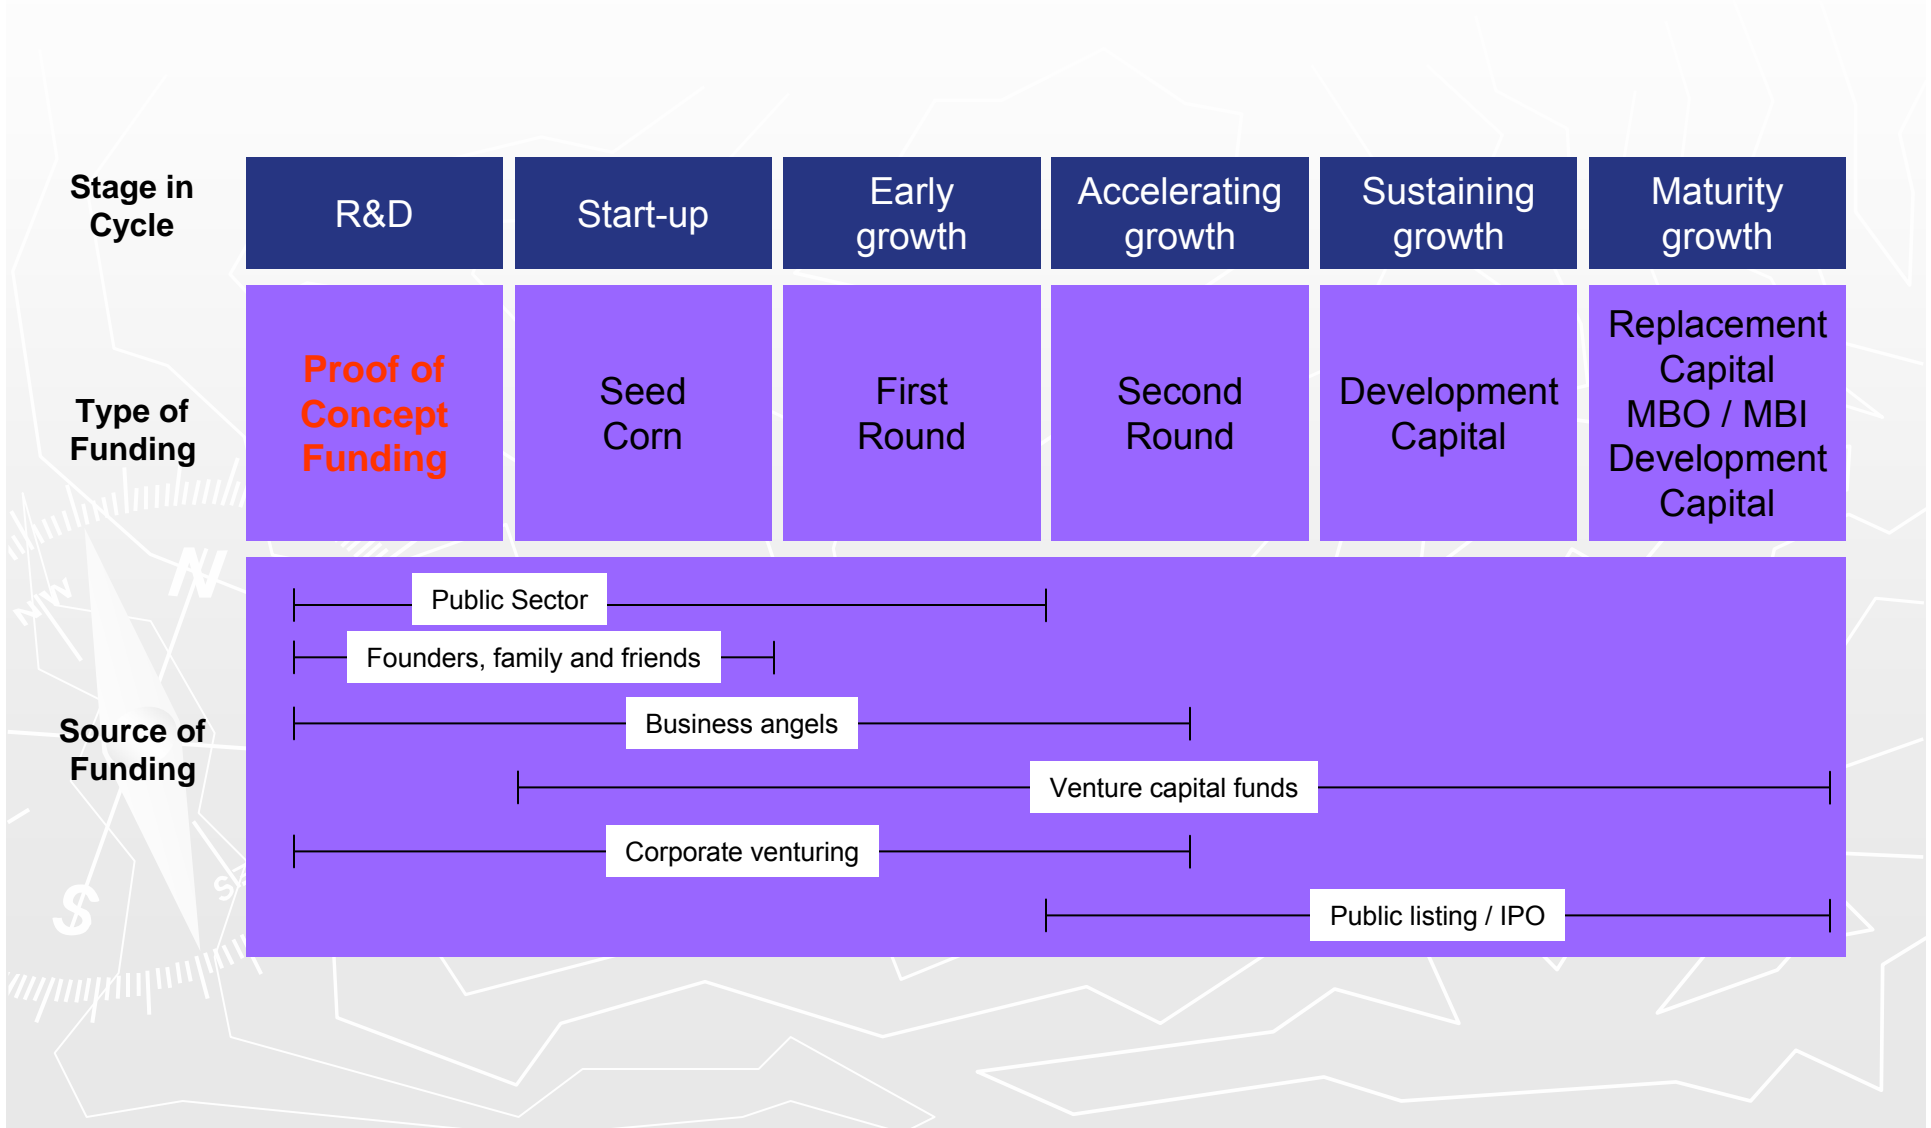 Stage in
Cycle
R&D
Start-up
Early
growth
Accelerating
growth
Sustaining
growth
Maturity
growth
Type of
Funding
Proof of
Concept
Funding
Seed
Corn
First
Round
Second
Round
Development
Capital
Replacement
Capital
MBO / MBI
Development
Capital
Source of
Funding
Public Sector
Founders, family and friends
Business angels
Venture capital funds
Corporate venturing
Public listing / IPO
N
NW
S